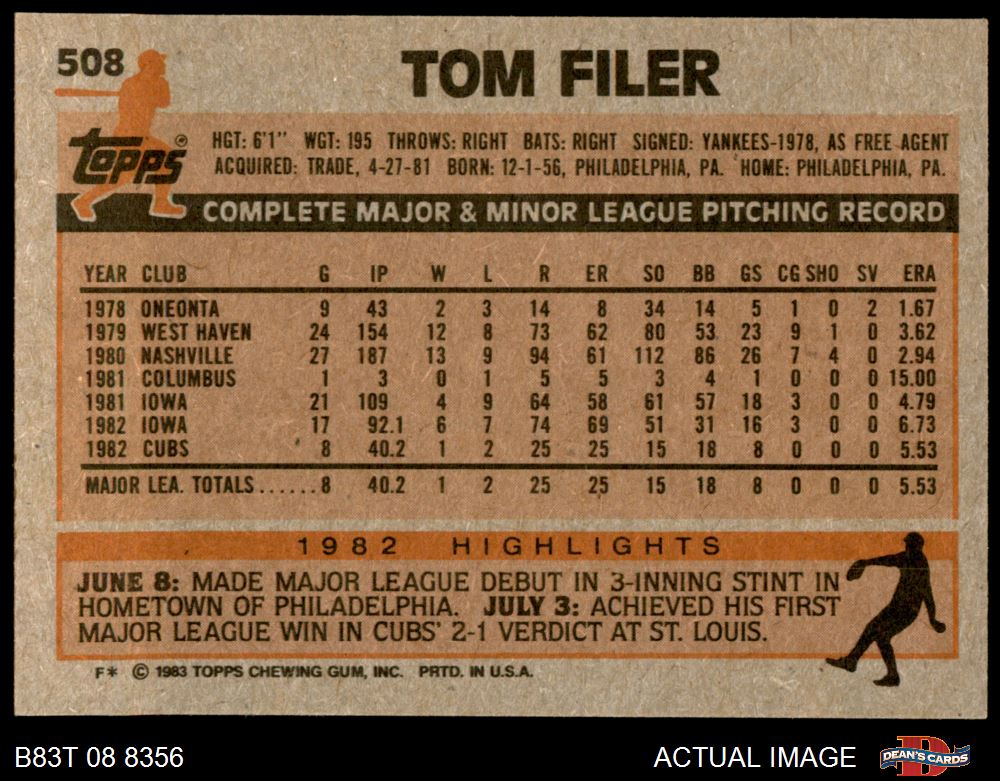 508
TOM FILER
Topps®
HGT: 6'1" WGT: 195 THROWS: RIGHT BATS: RIGHT SIGNED: YANKEES-1978, AS FREE AGENT
ACQUIRED: TRADE, 4-27-81 BORN: 12-1-56, PHILADELPHIA, PA. HOME: PHILADELPHIA, PA.
COMPLETE MAJOR & MINOR LEAGUE PITCHING RECORD
YEAR CLUB G IP W L R ER SO BB GS CG SHO SV ERA
1978 ONEONTA 9 43 2 3 14 8 34 14 5 1 0 2 1.67
1979 WEST HAVEN 24 154 12 8 73 62 80 53 23 9 1 0 3.62
1980 NASHVILLE 27 187 13 9 94 61 112 86 26 7 4 0 2.94
1981 COLUMBUS 1 3 0 1 5 5 3 4 1 0 0 0 15.00
1981 IOWA 21 109 4 9 64 58 61 57 18 3 0 0 4.79
1982 IOWA 17 92.1 6 7 74 69 51 31 16 3 0 0 6.73
1982 CUBS 8 40.2 1 2 25 25 15 18 8 0 0 0 5.53
MAJOR LEA. TOTALS......8 40.2 1 2 25 25 15 18 8 0 0 0 5.53
1982 HIGHLIGHTS
JUNE 8: MADE MAJOR LEAGUE DEBUT IN 3-INNING STINT IN
HOMETOWN OF PHILADELPHIA. JULY 3: ACHIEVED HIS FIRST
MAJOR LEAGUE WIN IN CUBS' 2-1 VERDICT AT ST. LOUIS.
F* © 1983 TOPPS CHEWING GUM, INC. PRTD. IN U.S.A.
B83T 08 8356
ACTUAL IMAGE
D
DEAN'S CARDS